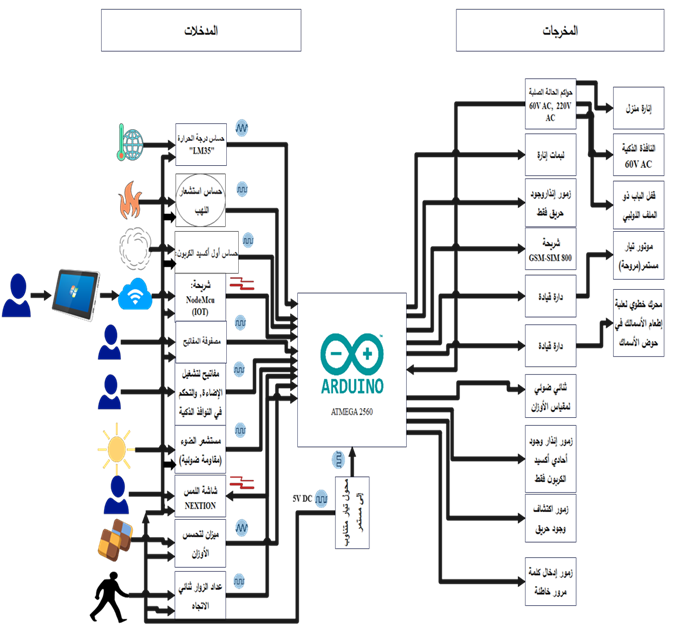 المدخلات
المخرجات
حساس درجة الحرارة
"LM35"
حساس استشعار
اللهب
حساس أول أكسيد الكربون
شريحة:
NodeMcu
(IOT)
مصفوفة المفاتيح
مفاتيح لتشغيل
الإضاءة, والتحكم
في النوافذ الذكية
مستشعر الضوء
(مقاومة ضوئية)
شاشة اللمس
NEXTION
ميزان لتحسس
الأوزان
عداد الزوار ثنائي
الاتجاه
ARDUINO
ATMEGA 2560
5V DC
محول تيار متناوب
إلى مستمر
حواكم الحالة الصلبة
60V AC, 220V
AC
لمبات إنارة
زمور إنذار وجود
حريق فقط
شريحة
GSM-SIM 800
دارة قيادة
دارة قيادة
ثنائي ضوئي
لمقياس الأوزان
زمور إنذار وجود
أحادي أكسيد
الكربون فقط
زمور اكتشاف
وجود حريق
زمور إدخال كلمة
مرور خاطئة
إنارة منزل
النافذة الذكية
60V AC
قفل الباب ذو
الملف اللولبي
موتور تيار
مستمر(مروحة)
محرك خطوي لعلبة
إطعام الأسمالك في
حوض الأسماك